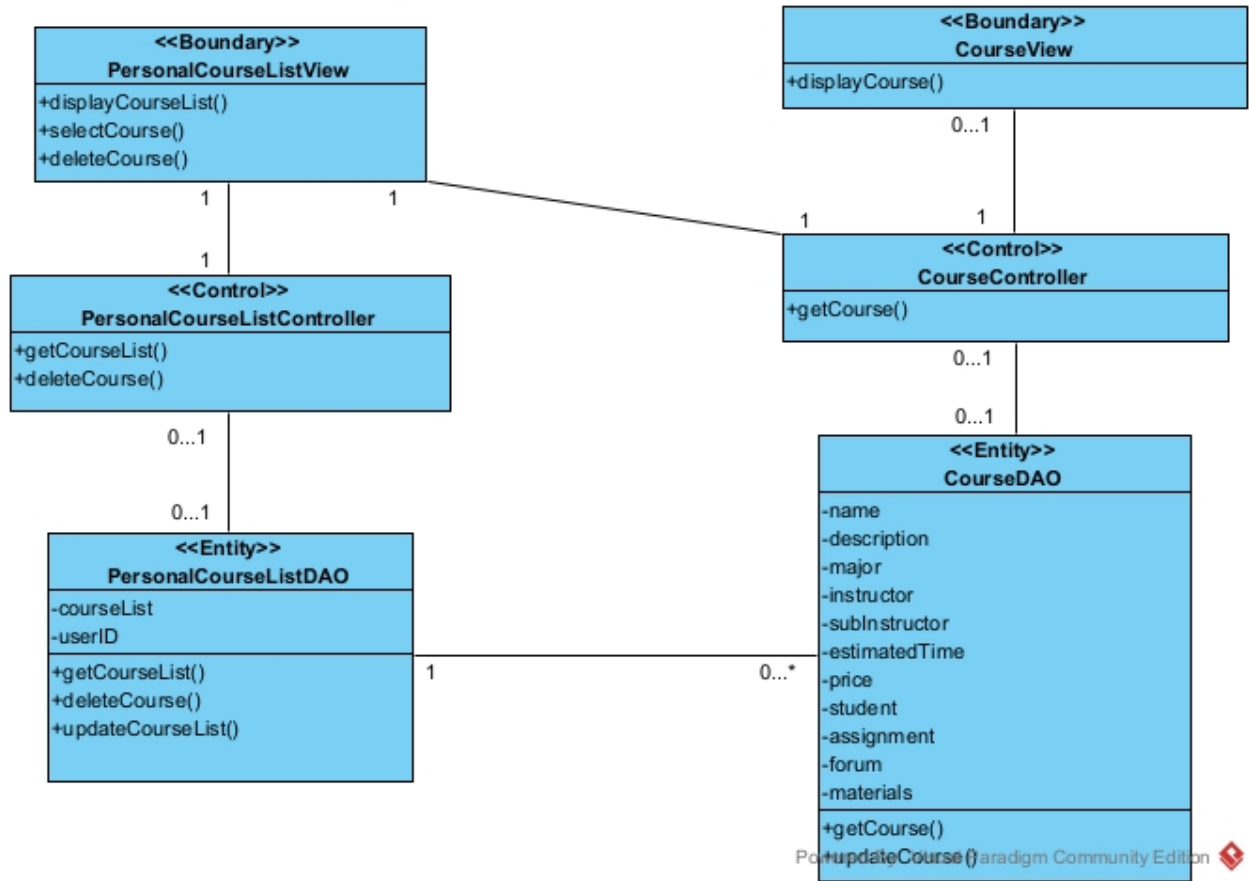 <<Boundary>>
PersonalCourseListView
+displayCourseList()
+selectCourse()
+deleteCourse()
<<Boundary>>
CourseView
+displayCourse()
0...1
1
1
1
1
1
<<Control>>
PersonalCourseListController
+getCourseList()
+deleteCourse()
<<Control>>
CourseController
+getCourse()
0...1
0...1
0...1
0...1
<<Entity>>
PersonalCourseListDAO
-courseList
-userID
+getCourseList()
+deleteCourse()
+updateCourseList()
1
0...*
<<Entity>>
CourseDAO
-name
-description
-major
-instructor
-subInstructor
-estimatedTime
-price
-student
-assignment
-forum
-materials
+getCourse()
+updateCourse()
Powered By Visual Paradigm Community Edition